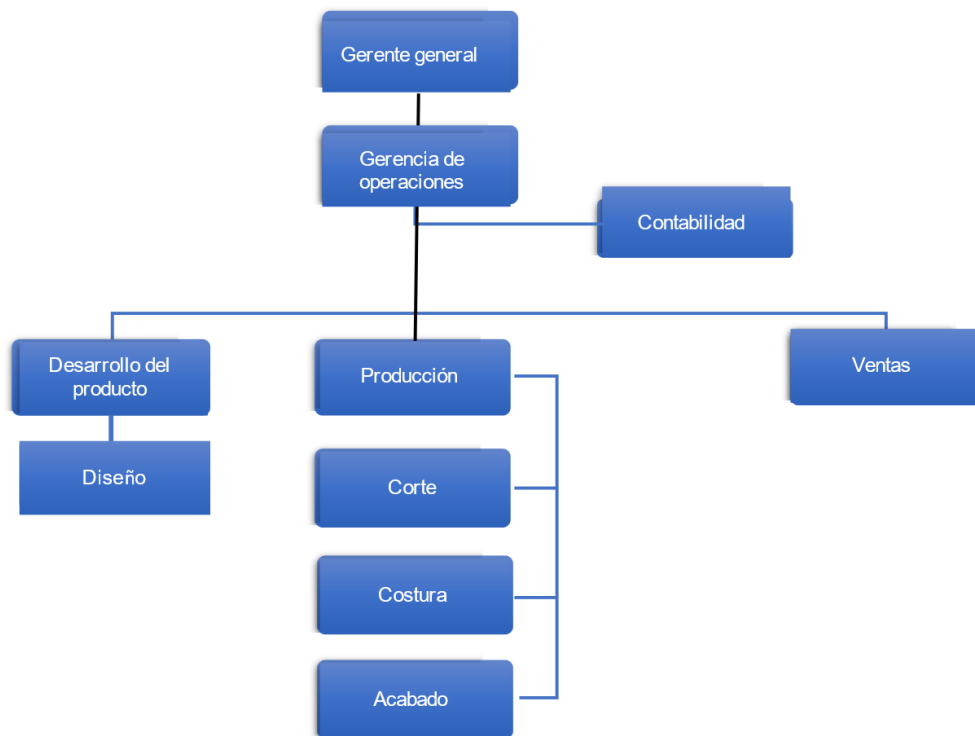 Gerente general
Gerencia de
operaciones
Contabilidad
Desarrollo del
producto
Producción
Ventas
Diseño
Corte
Costura
Acabado